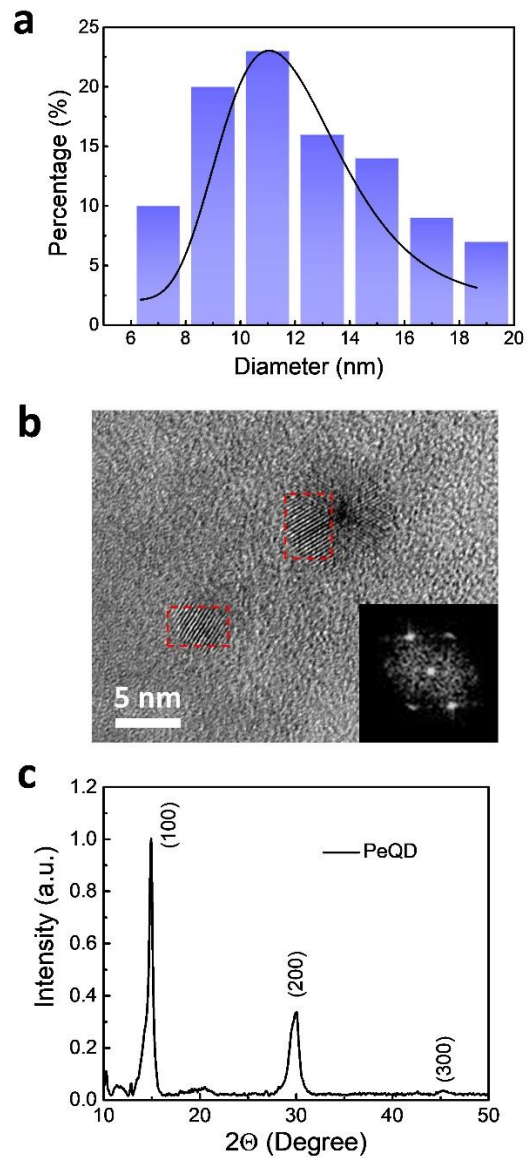 a
25
20
15
10
5
0
Percentage (%)
6 8 10 12 14 16 18 20
Diameter (nm)
b
5 nm
c
1.2
1.0
0.8
0.6
0.4
0.2
0.0
Intensity (a.u.)
(100)
PeQD
(200)
(300)
10 20 30 40 50
2Θ (Degree)